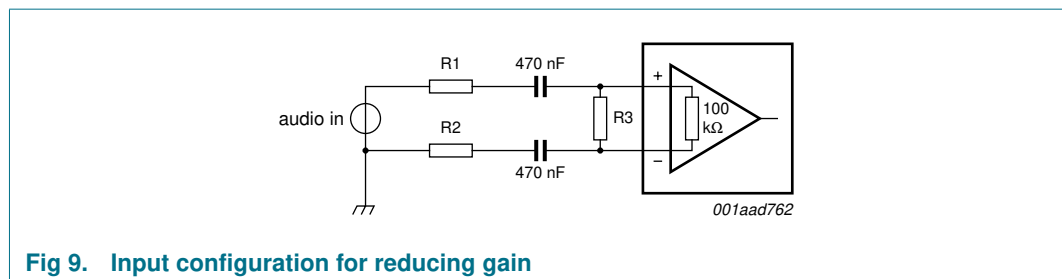 R1 470 nF
audio in
R2
470 nF
R3
+
−
100
kΩ
001aad762
Fig 9. Input configuration for reducing gain